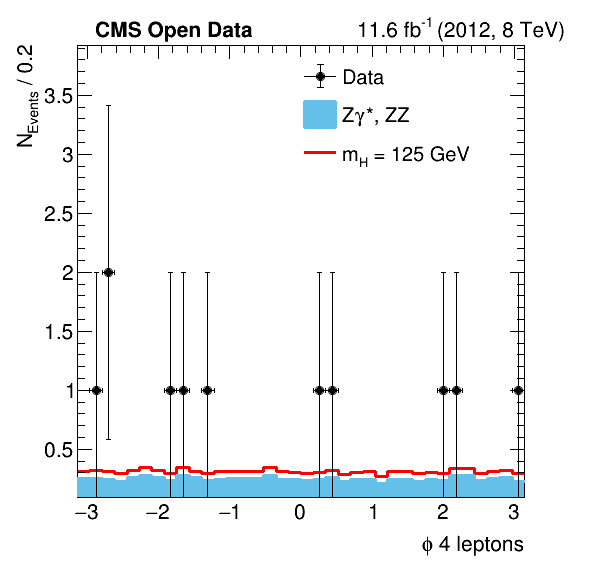 CMS Open Data 11.6 fb⁻¹ (2012, 8 TeV)
N_Events / 0.2
Data
Zγ*, ZZ
m_H = 125 GeV
3.5
3
2.5
2
1.5
1
0.5
−3 −2 −1 0 1 2 3
ϕ 4 leptons